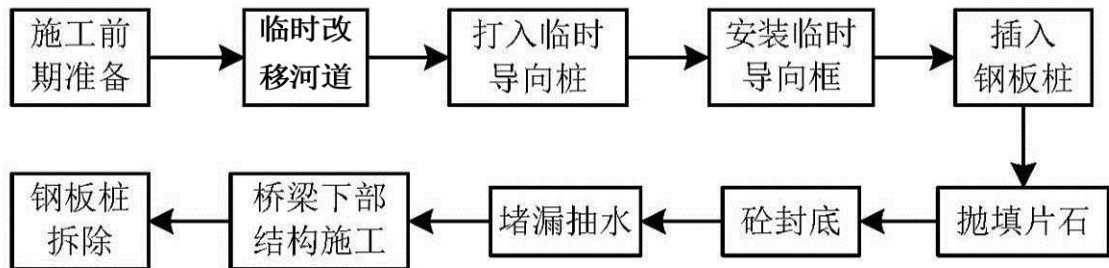 施工前
期准备
临时改
移河道
打入临时
导向桩
安装临时
导向框
插入
钢板桩
抛填片石
砼封底
堵漏抽水
桥梁下部
结构施工
钢板桩
拆除